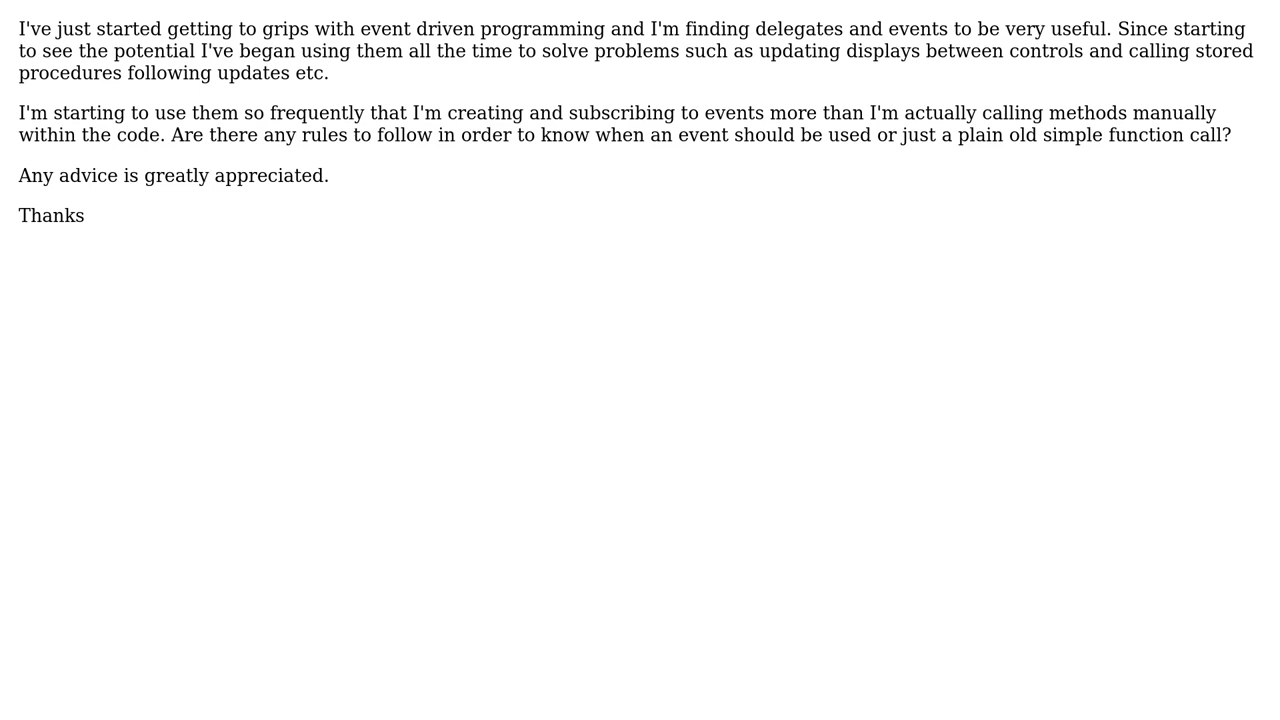 I've just started getting to grips with event driven programming and I'm finding delegates and events to be very useful. Since starting
to see the potential I've began using them all the time to solve problems such as updating displays between controls and calling stored
procedures following updates etc.
I'm starting to use them so frequently that I'm creating and subscribing to events more than I'm actually calling methods manually
within the code. Are there any rules to follow in order to know when an event should be used or just a plain old simple function call?
Any advice is greatly appreciated.
Thanks